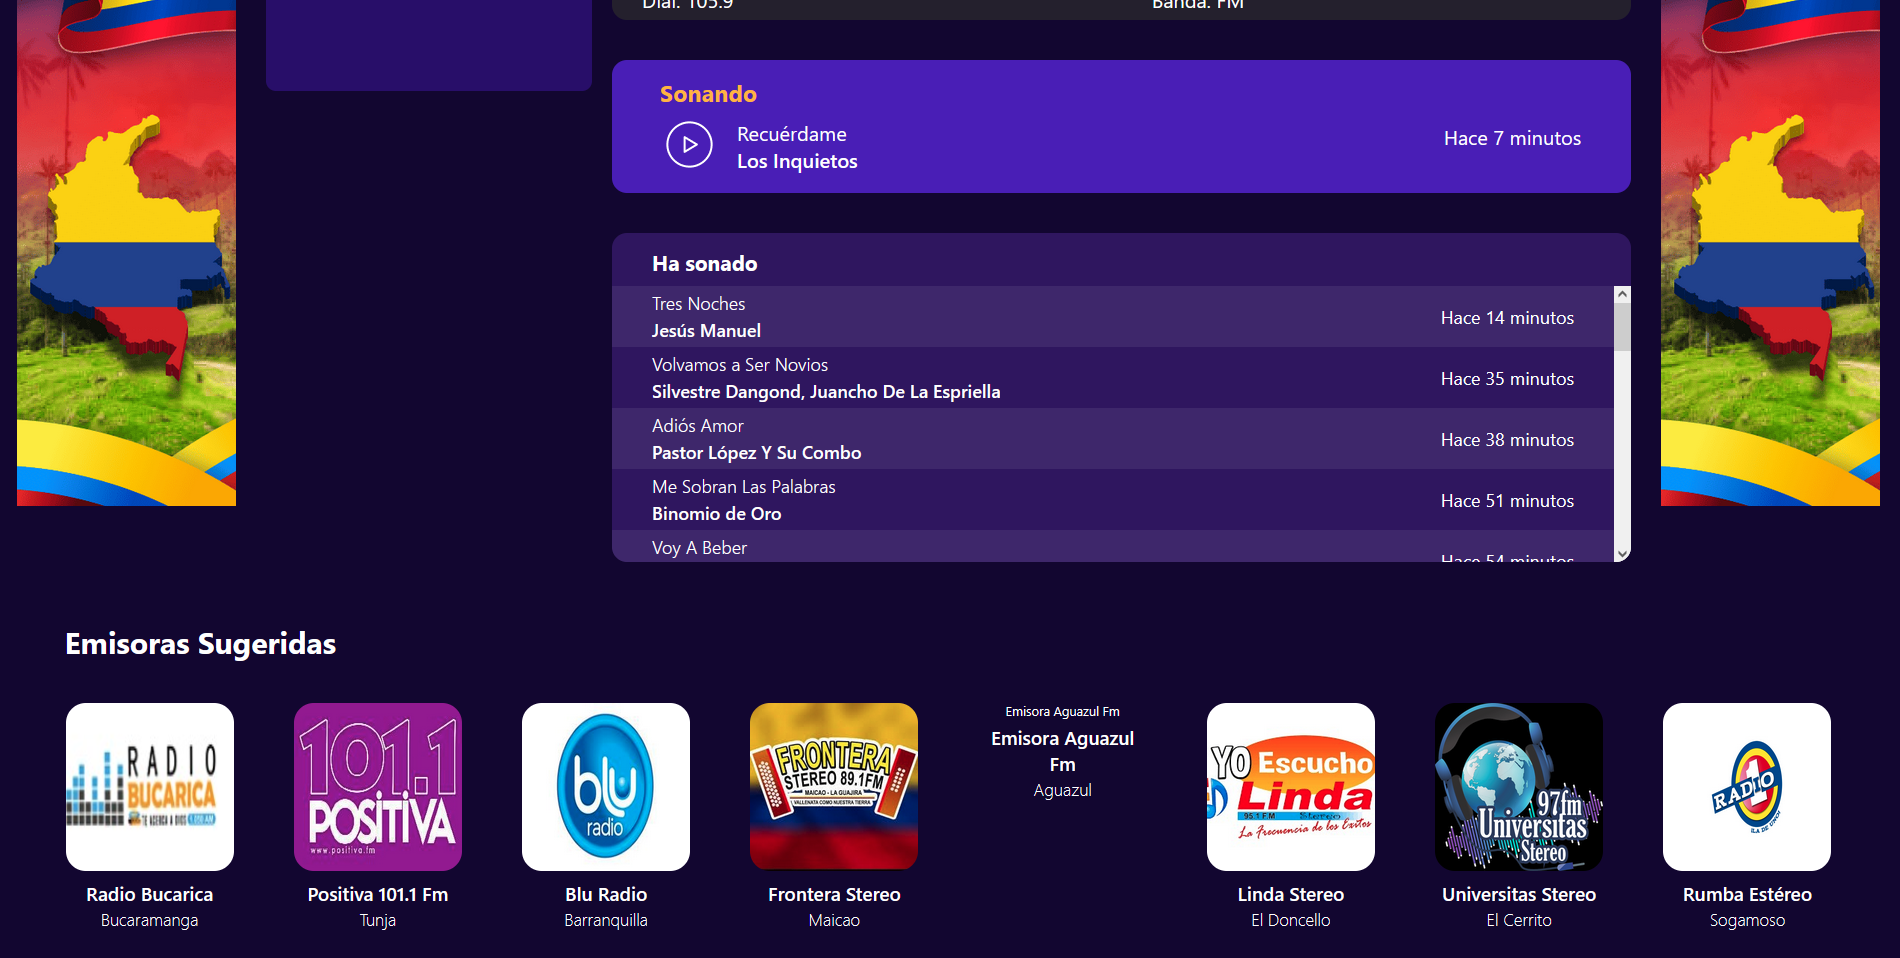 Dial: 105.9
Banda: FM
Sonando
Recuérdame
Los Inquietos
Hace 7 minutos
Ha sonado
Tres Noches
Jesús Manuel
Hace 14 minutos
Volvamos a Ser Novios
Silvestre Dangond, Juancho De La Espriella
Hace 35 minutos
Adiós Amor
Pastor López Y Su Combo
Hace 38 minutos
Me Sobran Las Palabras
Binomio de Oro
Hace 51 minutos
Voy A Beber
Hace 54 minutos
Emisoras Sugeridas
RADIO
BUCARICA
TE ACERCA A DIOS
Radio Bucarica
Bucaramanga
101.1
POSITIVA
www.positiva.fm
Positiva 101.1 Fm
Tunja
blu
radio
Blu Radio
Barranquilla
FRONTERA
STEREO 89.1 FM
MAICAO - LA GUAJIRA
VALLENATA COMO NUESTRA TIERRA
Frontera Stereo
Maicao
Emisora Aguazul Fm
Emisora Aguazul
Fm
Aguazul
YO Escucho
Linda
95.1 F.M Stereo
La Frecuencia de los Exitos
Linda Stereo
El Doncello
97fm
Universitas
Stereo
Universitas Stereo
El Cerrito
RADIO 1
Rumba Estéreo
Sogamoso